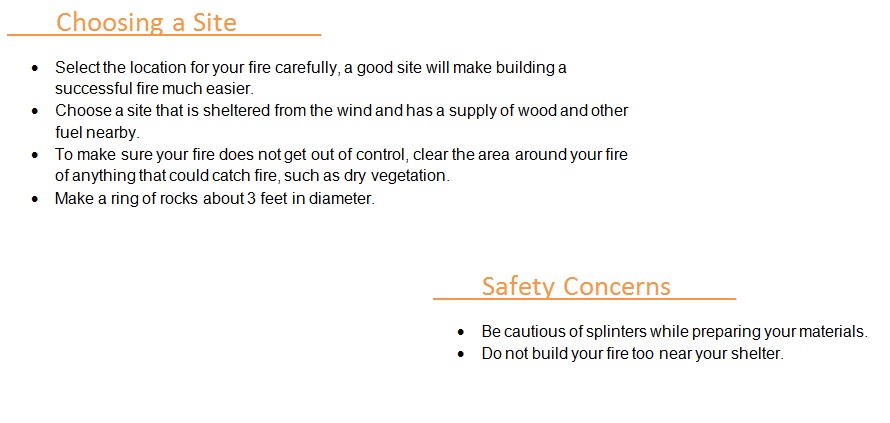 Choosing a Site
• Select the location for your fire carefully, a good site will make building a
successful fire much easier.
• Choose a site that is sheltered from the wind and has a supply of wood and other
fuel nearby.
• To make sure your fire does not get out of control, clear the area around your fire
of anything that could catch fire, such as dry vegetation.
• Make a ring of rocks about 3 feet in diameter.
Safety Concerns
• Be cautious of splinters while preparing your materials.
• Do not build your fire too near your shelter.